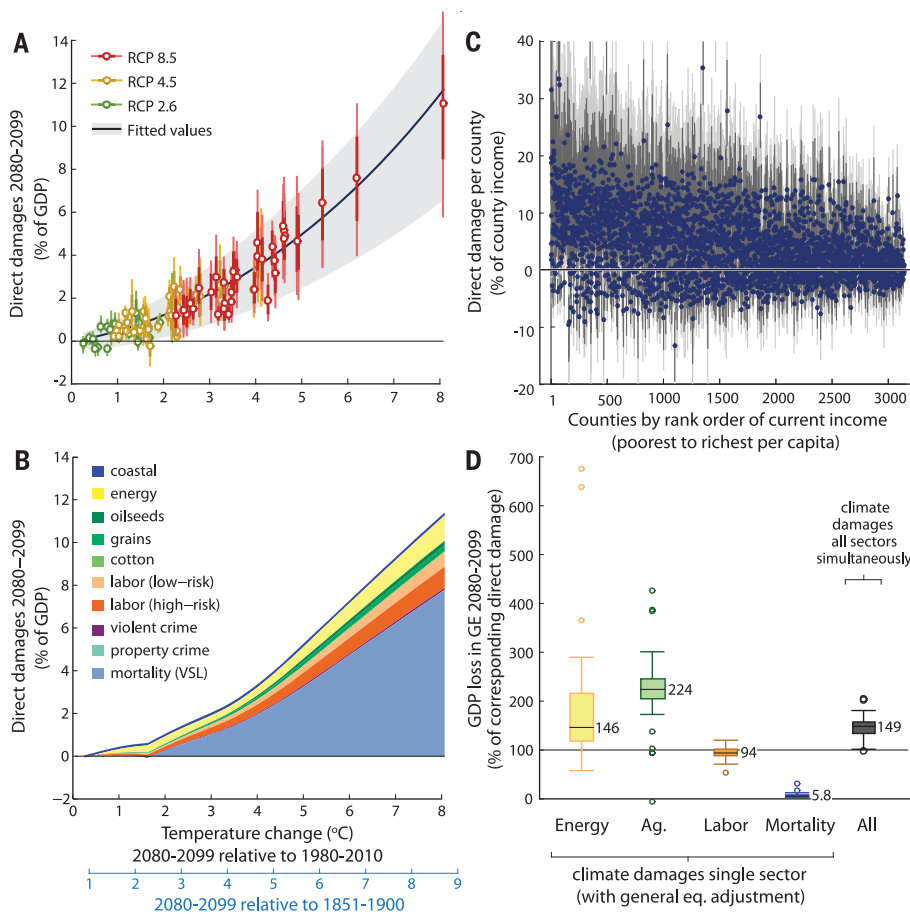 A
14
12
10
8
6
4
2
0
-2
Direct damages 2080-2099
(% of GDP)
RCP 8.5
RCP 4.5
RCP 2.6
Fitted values
0 1 2 3 4 5 6 7 8
B
14
12
10
8
6
4
2
0
−2
Direct damages 2080−2099
(% of GDP)
coastal
energy
oilseeds
grains
cotton
labor (low−risk)
labor (high−risk)
violent crime
property crime
mortality (VSL)
0 1 2 3 4 5 6 7 8
Temperature change (°C)
2080-2099 relative to 1980-2010
1 2 3 4 5 6 7 8 9
2080-2099 relative to 1851-1900
C
40
30
20
10
0
-10
-20
Direct damage per county
(% of county income)
1 500 1000 1500 2000 2500 3000
Counties by rank order of current income
(poorest to richest per capita)
D
700
600
500
400
300
200
100
0
GDP loss in GE 2080-2099
(% of corresponding direct damage)
climate
damages
all sectors
simultaneously
146
224
94
5.8
149
Energy Ag. Labor Mortality All
climate damages single sector
(with general eq. adjustment)